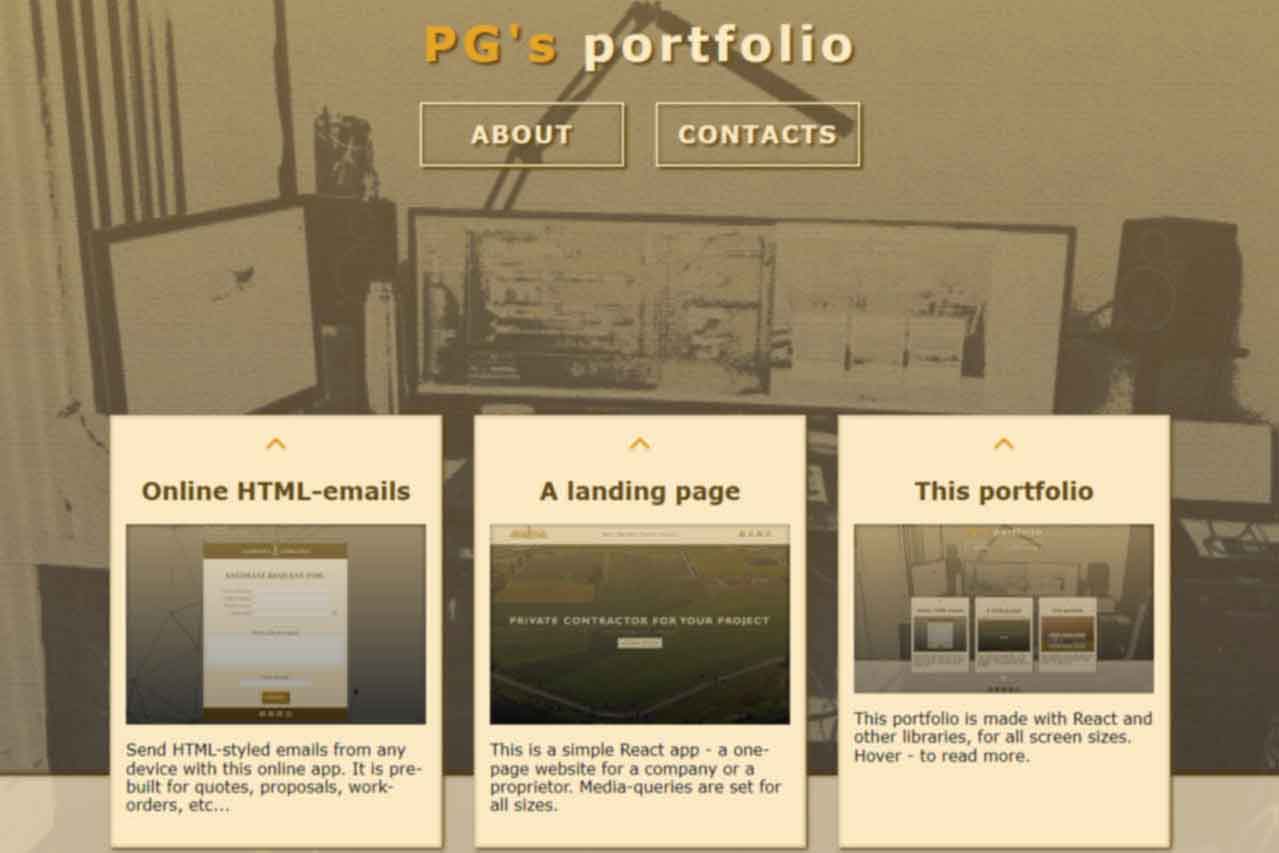 PG's portfolio
ABOUT
CONTACTS
Online HTML-emails
Send HTML-styled emails from any
device with this online app. It is pre-
built for quotes, proposals, work-
orders, etc...
A landing page
PRIVATE CONTRACTOR FOR YOUR PROJECT
This is a simple React app - a one-
page website for a company or a
proprietor. Media-queries are set for
all sizes.
This portfolio
portfolio
This portfolio is made with React and
other libraries, for all screen sizes.
Hover - to read more.